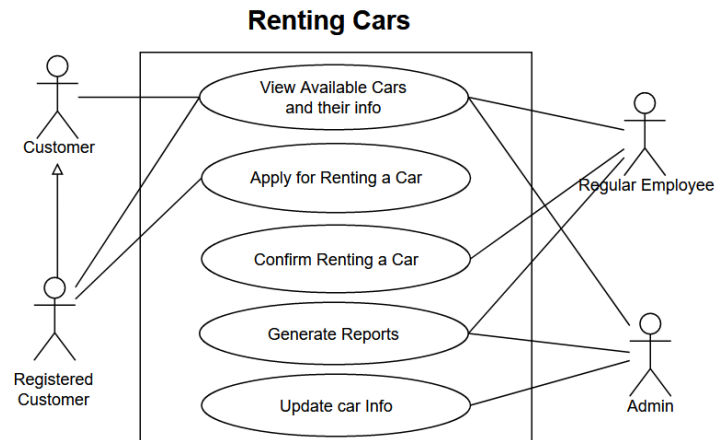 Renting Cars
View Available Cars
and their info
Customer
Apply for Renting a Car
Regular Employee
Confirm Renting a Car
Generate Reports
Registered
Customer
Update car Info
Admin